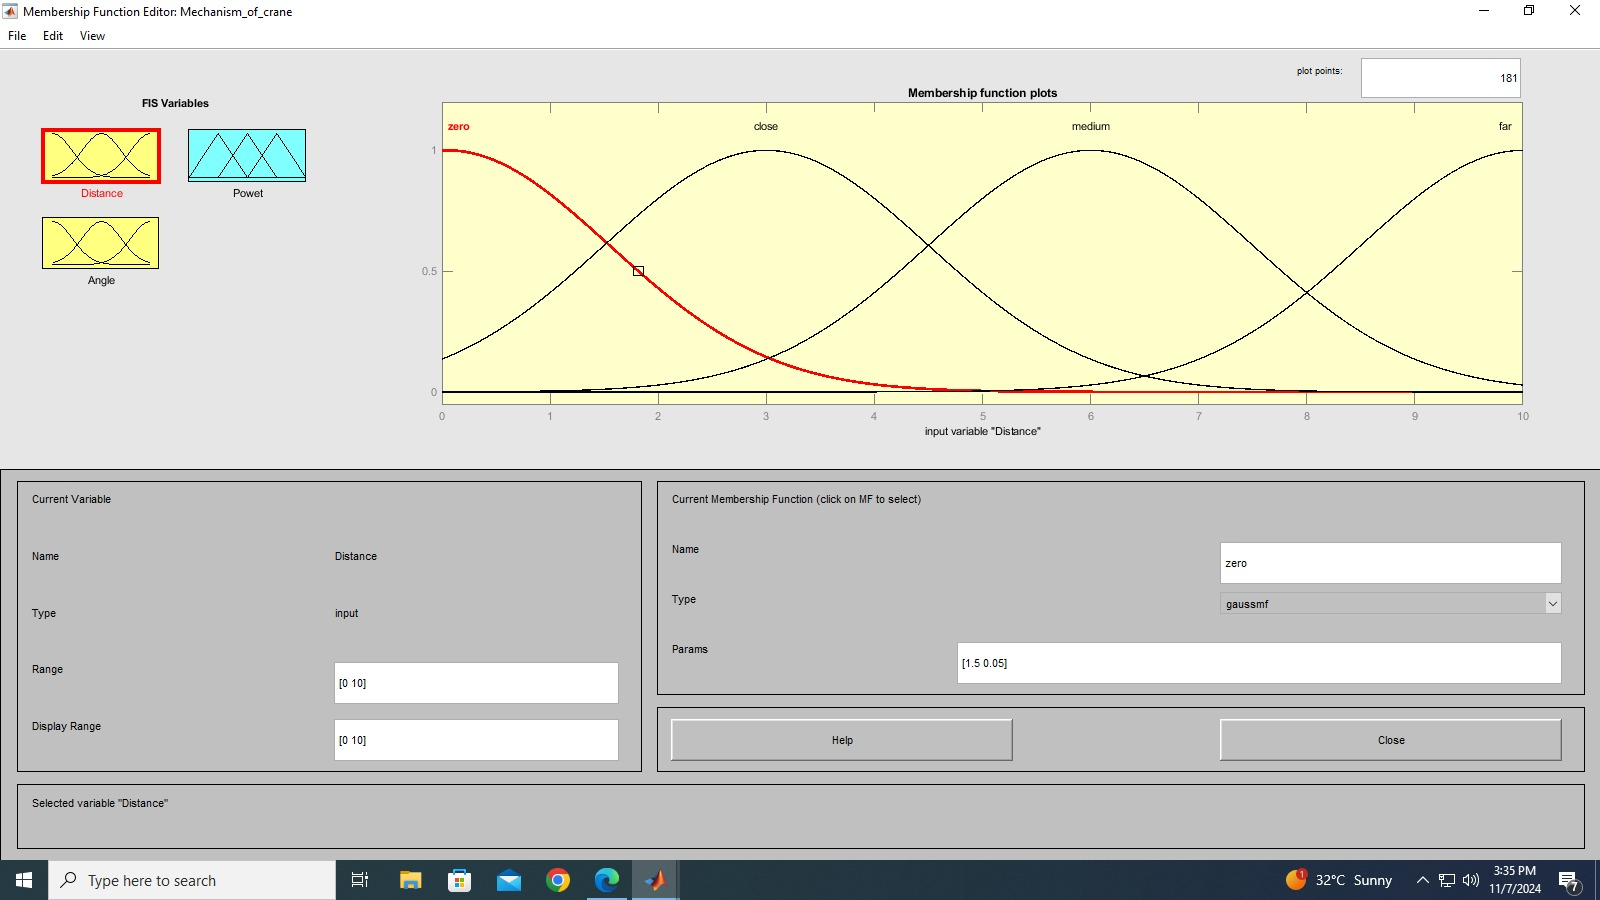 Membership Function Editor: Mechanism_of_crane
File Edit View
plot points: 181
FIS Variables
Distance
Powet
Angle
Membership function plots
zero close medium far
1
0.5
0
0 1 2 3 4 5 6 7 8 9 10
input variable "Distance"
Current Variable
Name Distance
Type input
Range [0 10]
Display Range [0 10]
Current Membership Function (click on MF to select)
Name zero
Type gaussmf
Params [1.5 0.05]
Help Close
Selected variable "Distance"
Type here to search
1
32°C Sunny
3:35 PM
11/7/2024
7